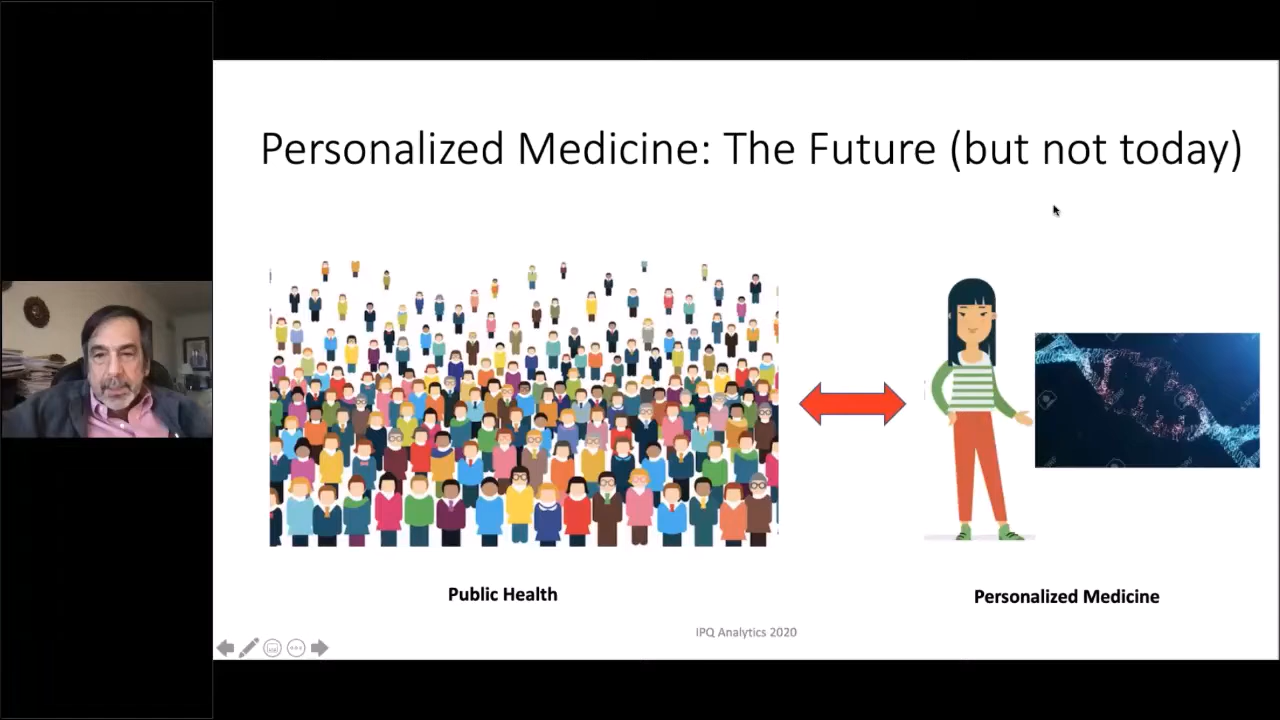 Personalized Medicine: The Future (but not today)
Public Health
Personalized Medicine
IPQ Analytics 2020